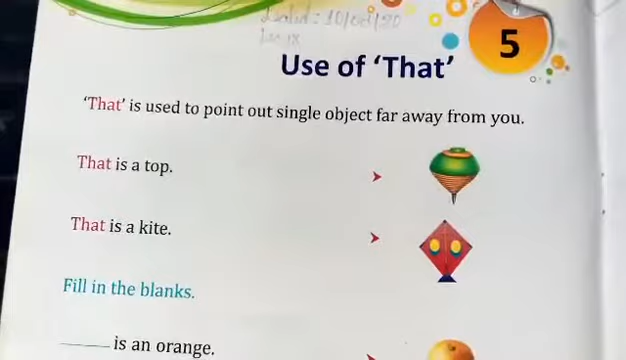 5
Use of 'That'
'That' is used to point out single object far away from you.
That is a top.
That is a kite.
Fill in the blanks.
_____ is an orange.